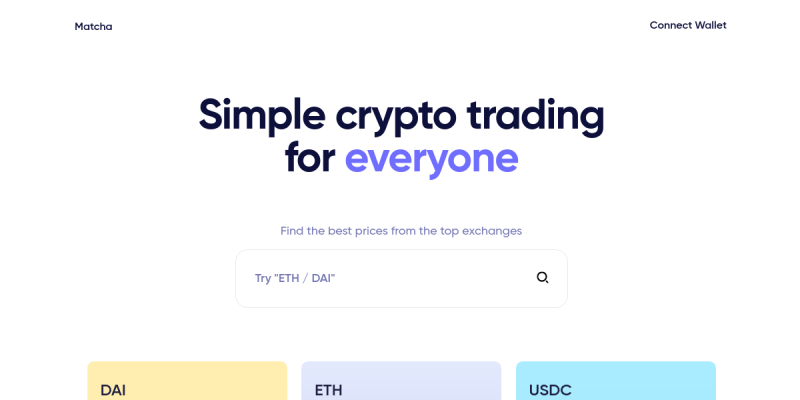 Matcha
Connect Wallet
Simple crypto trading
for everyone
Find the best prices from the top exchanges
Try "ETH / DAI"
DAI
ETH
USDC